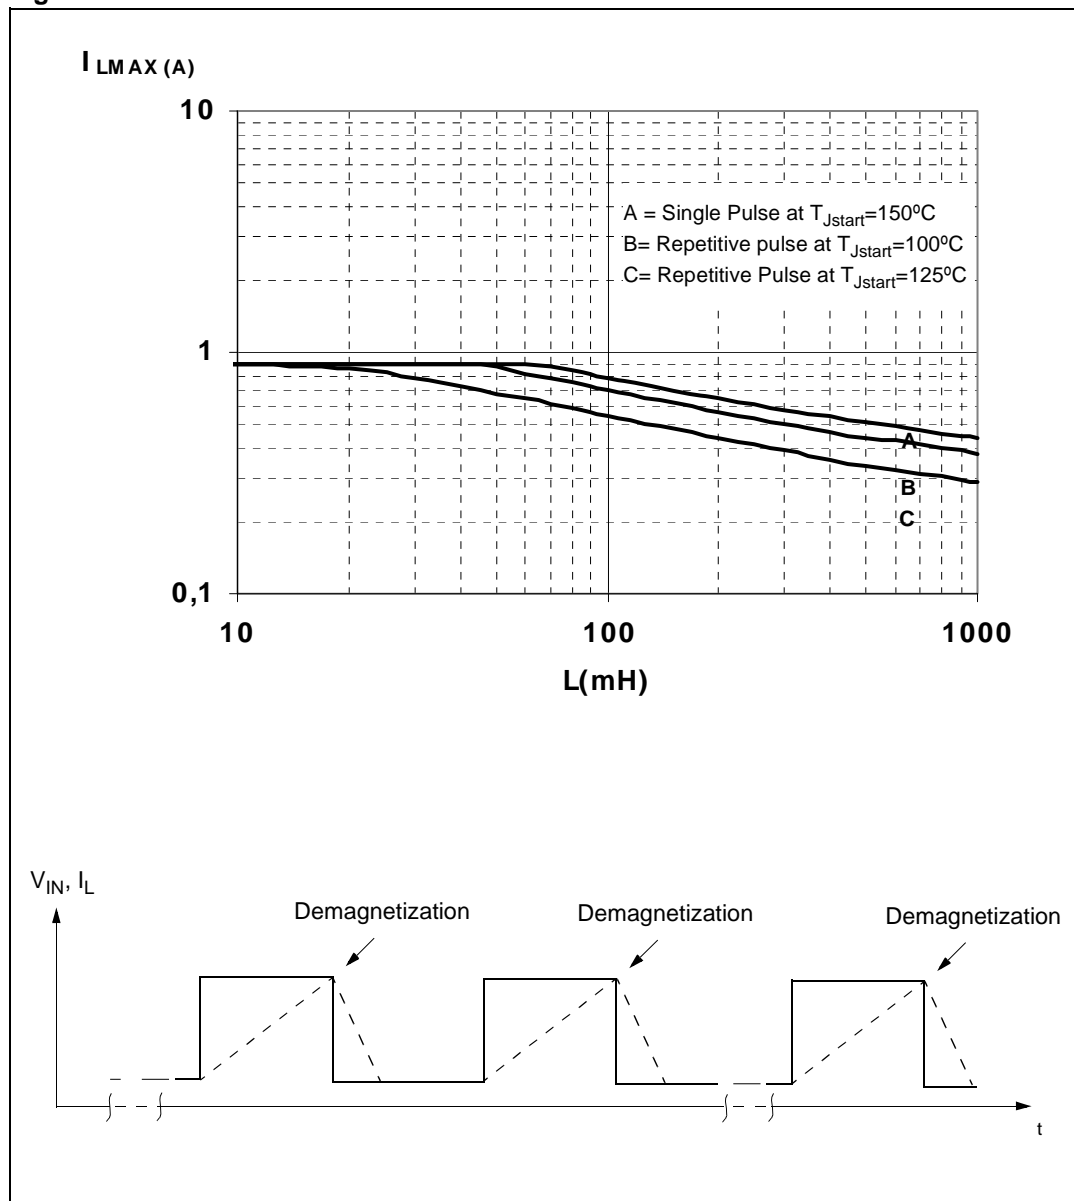 I LMAX (A)
10
A = Single Pulse at TJstart=150ºC
B= Repetitive pulse at TJstart=100ºC
C= Repetitive Pulse at TJstart=125ºC
1
A
B
C
0,1
10 100 1000
L(mH)
VIN, IL
Demagnetization Demagnetization Demagnetization
t